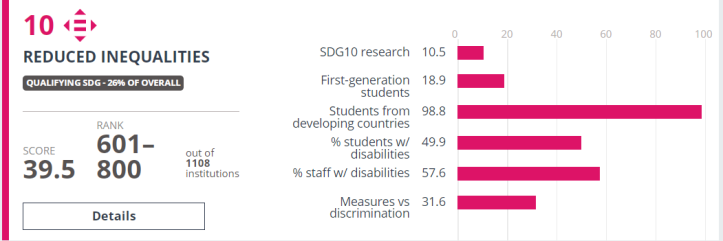 10
REDUCED INEQUALITIES
QUALIFYING SDG - 26% OF OVERALL
SCORE
39.5
RANK
601–
800
out of
1108
institutions
Details
0 20 40 60 80 100
SDG10 research 10.5
First-generation 18.9
students
Students from 98.8
developing countries
% students w/ 49.9
disabilities
% staff w/ disabilities 57.6
Measures vs 31.6
discrimination